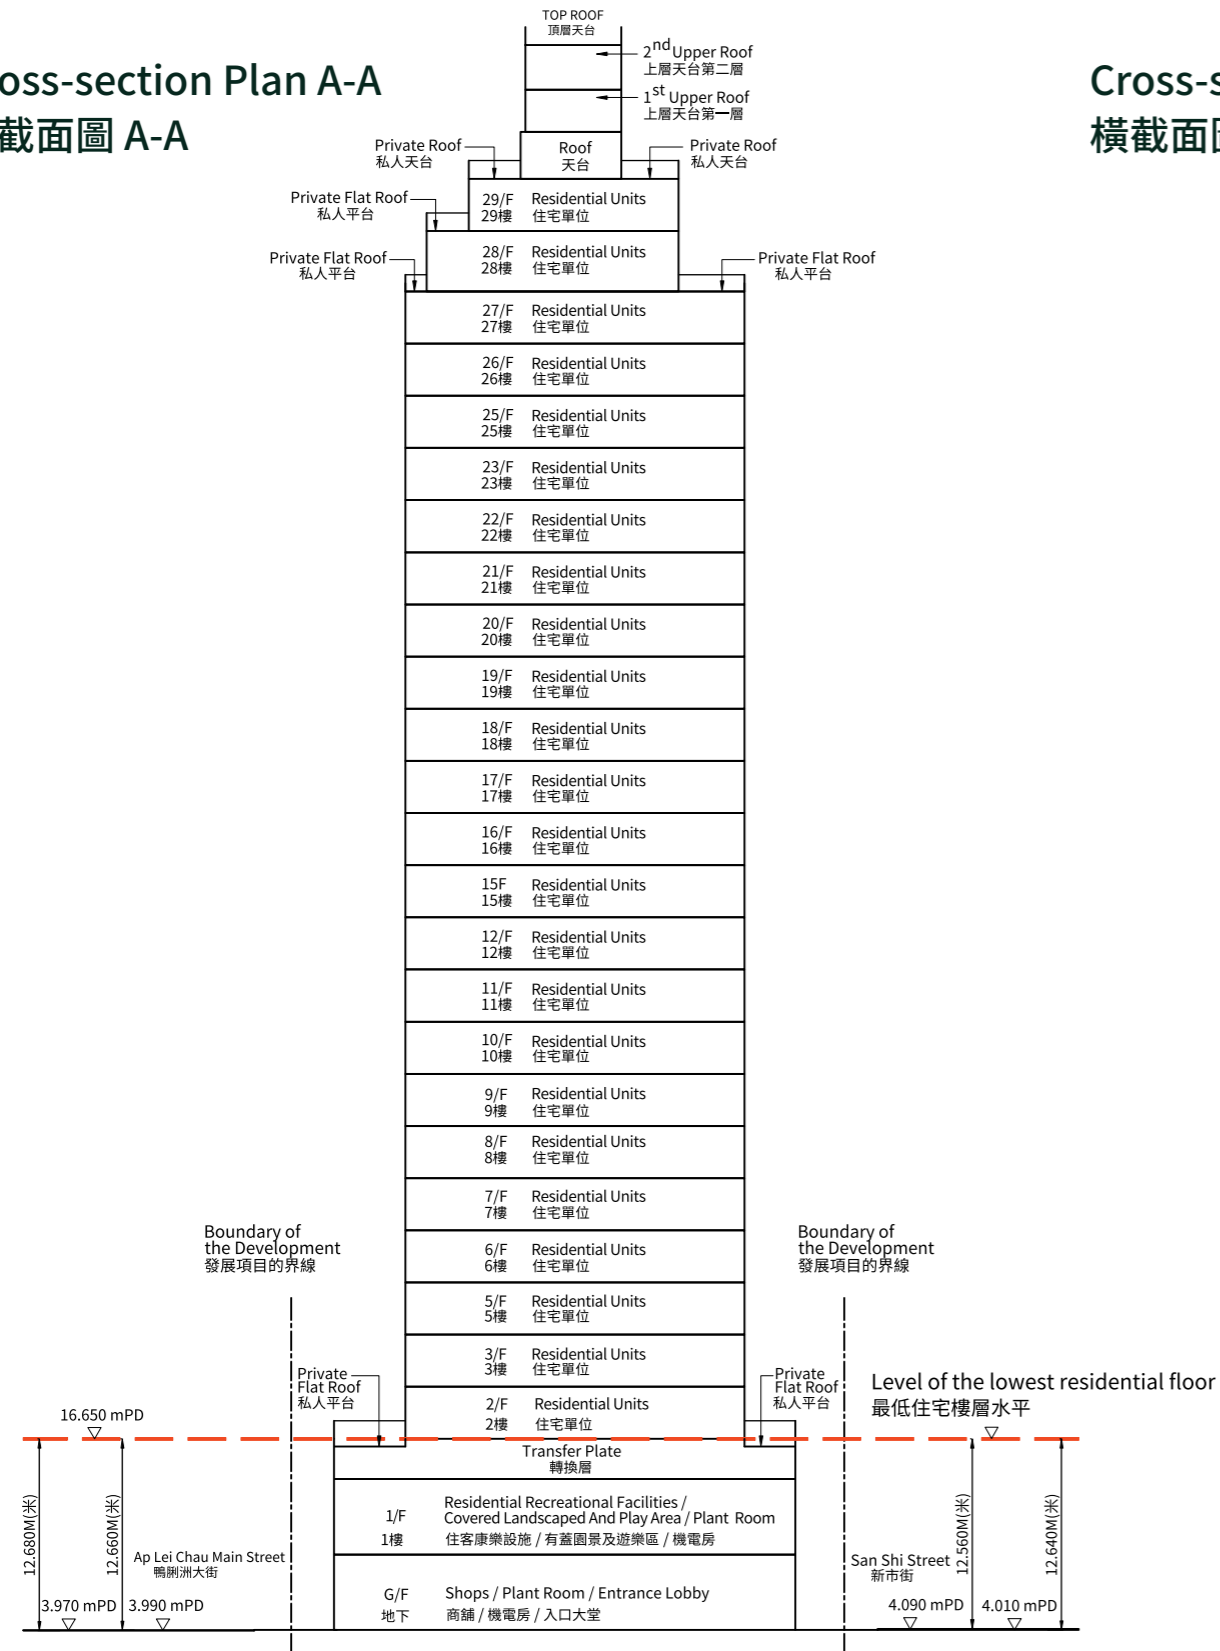 TOP ROOF
頂層天台
oss-section Plan A-A
截面圖 A-A
Cross-s
橫截面圖
2nd Upper Roof
上層天台第二層
1st Upper Roof
上層天台第一層
Private Roof
私人天台
Roof
天台
Private Roof
私人天台
Private Flat Roof
私人平台
29/F Residential Units
29樓 住宅單位
Private Flat Roof
私人平台
28/F Residential Units
28樓 住宅單位
Private Flat Roof
私人平台
27/F Residential Units
27樓 住宅單位
26/F Residential Units
26樓 住宅單位
25/F Residential Units
25樓 住宅單位
23/F Residential Units
23樓 住宅單位
22/F Residential Units
22樓 住宅單位
21/F Residential Units
21樓 住宅單位
20/F Residential Units
20樓 住宅單位
19/F Residential Units
19樓 住宅單位
18/F Residential Units
18樓 住宅單位
17/F Residential Units
17樓 住宅單位
16/F Residential Units
16樓 住宅單位
15F Residential Units
15樓 住宅單位
12/F Residential Units
12樓 住宅單位
11/F Residential Units
11樓 住宅單位
10/F Residential Units
10樓 住宅單位
9/F Residential Units
9樓 住宅單位
8/F Residential Units
8樓 住宅單位
7/F Residential Units
7樓 住宅單位
6/F Residential Units
6樓 住宅單位
5/F Residential Units
5樓 住宅單位
3/F Residential Units
3樓 住宅單位
2/F Residential Units
2樓 住宅單位
Boundary of
the Development
發展項目的界線
Boundary of
the Development
發展項目的界線
Private
Flat Roof
私人平台
Private
Flat Roof
私人平台
Level of the lowest residential floor
最低住宅樓層水平
16.650 mPD
Transfer Plate
轉換層
1/F Residential Recreational Facilities /
Covered Landscaped And Play Area / Plant Room
1樓 住客康樂設施 / 有蓋園景及遊樂區 / 機電房
G/F Shops / Plant Room / Entrance Lobby
地下 商舖 / 機電房 / 入口大堂
12.680M(米)
12.660M(米)
Ap Lei Chau Main Street
鴨脷洲大街
3.970 mPD 3.990 mPD
San Shi Street
新市街
12.560M(米)
12.640M(米)
4.090 mPD 4.010 mPD